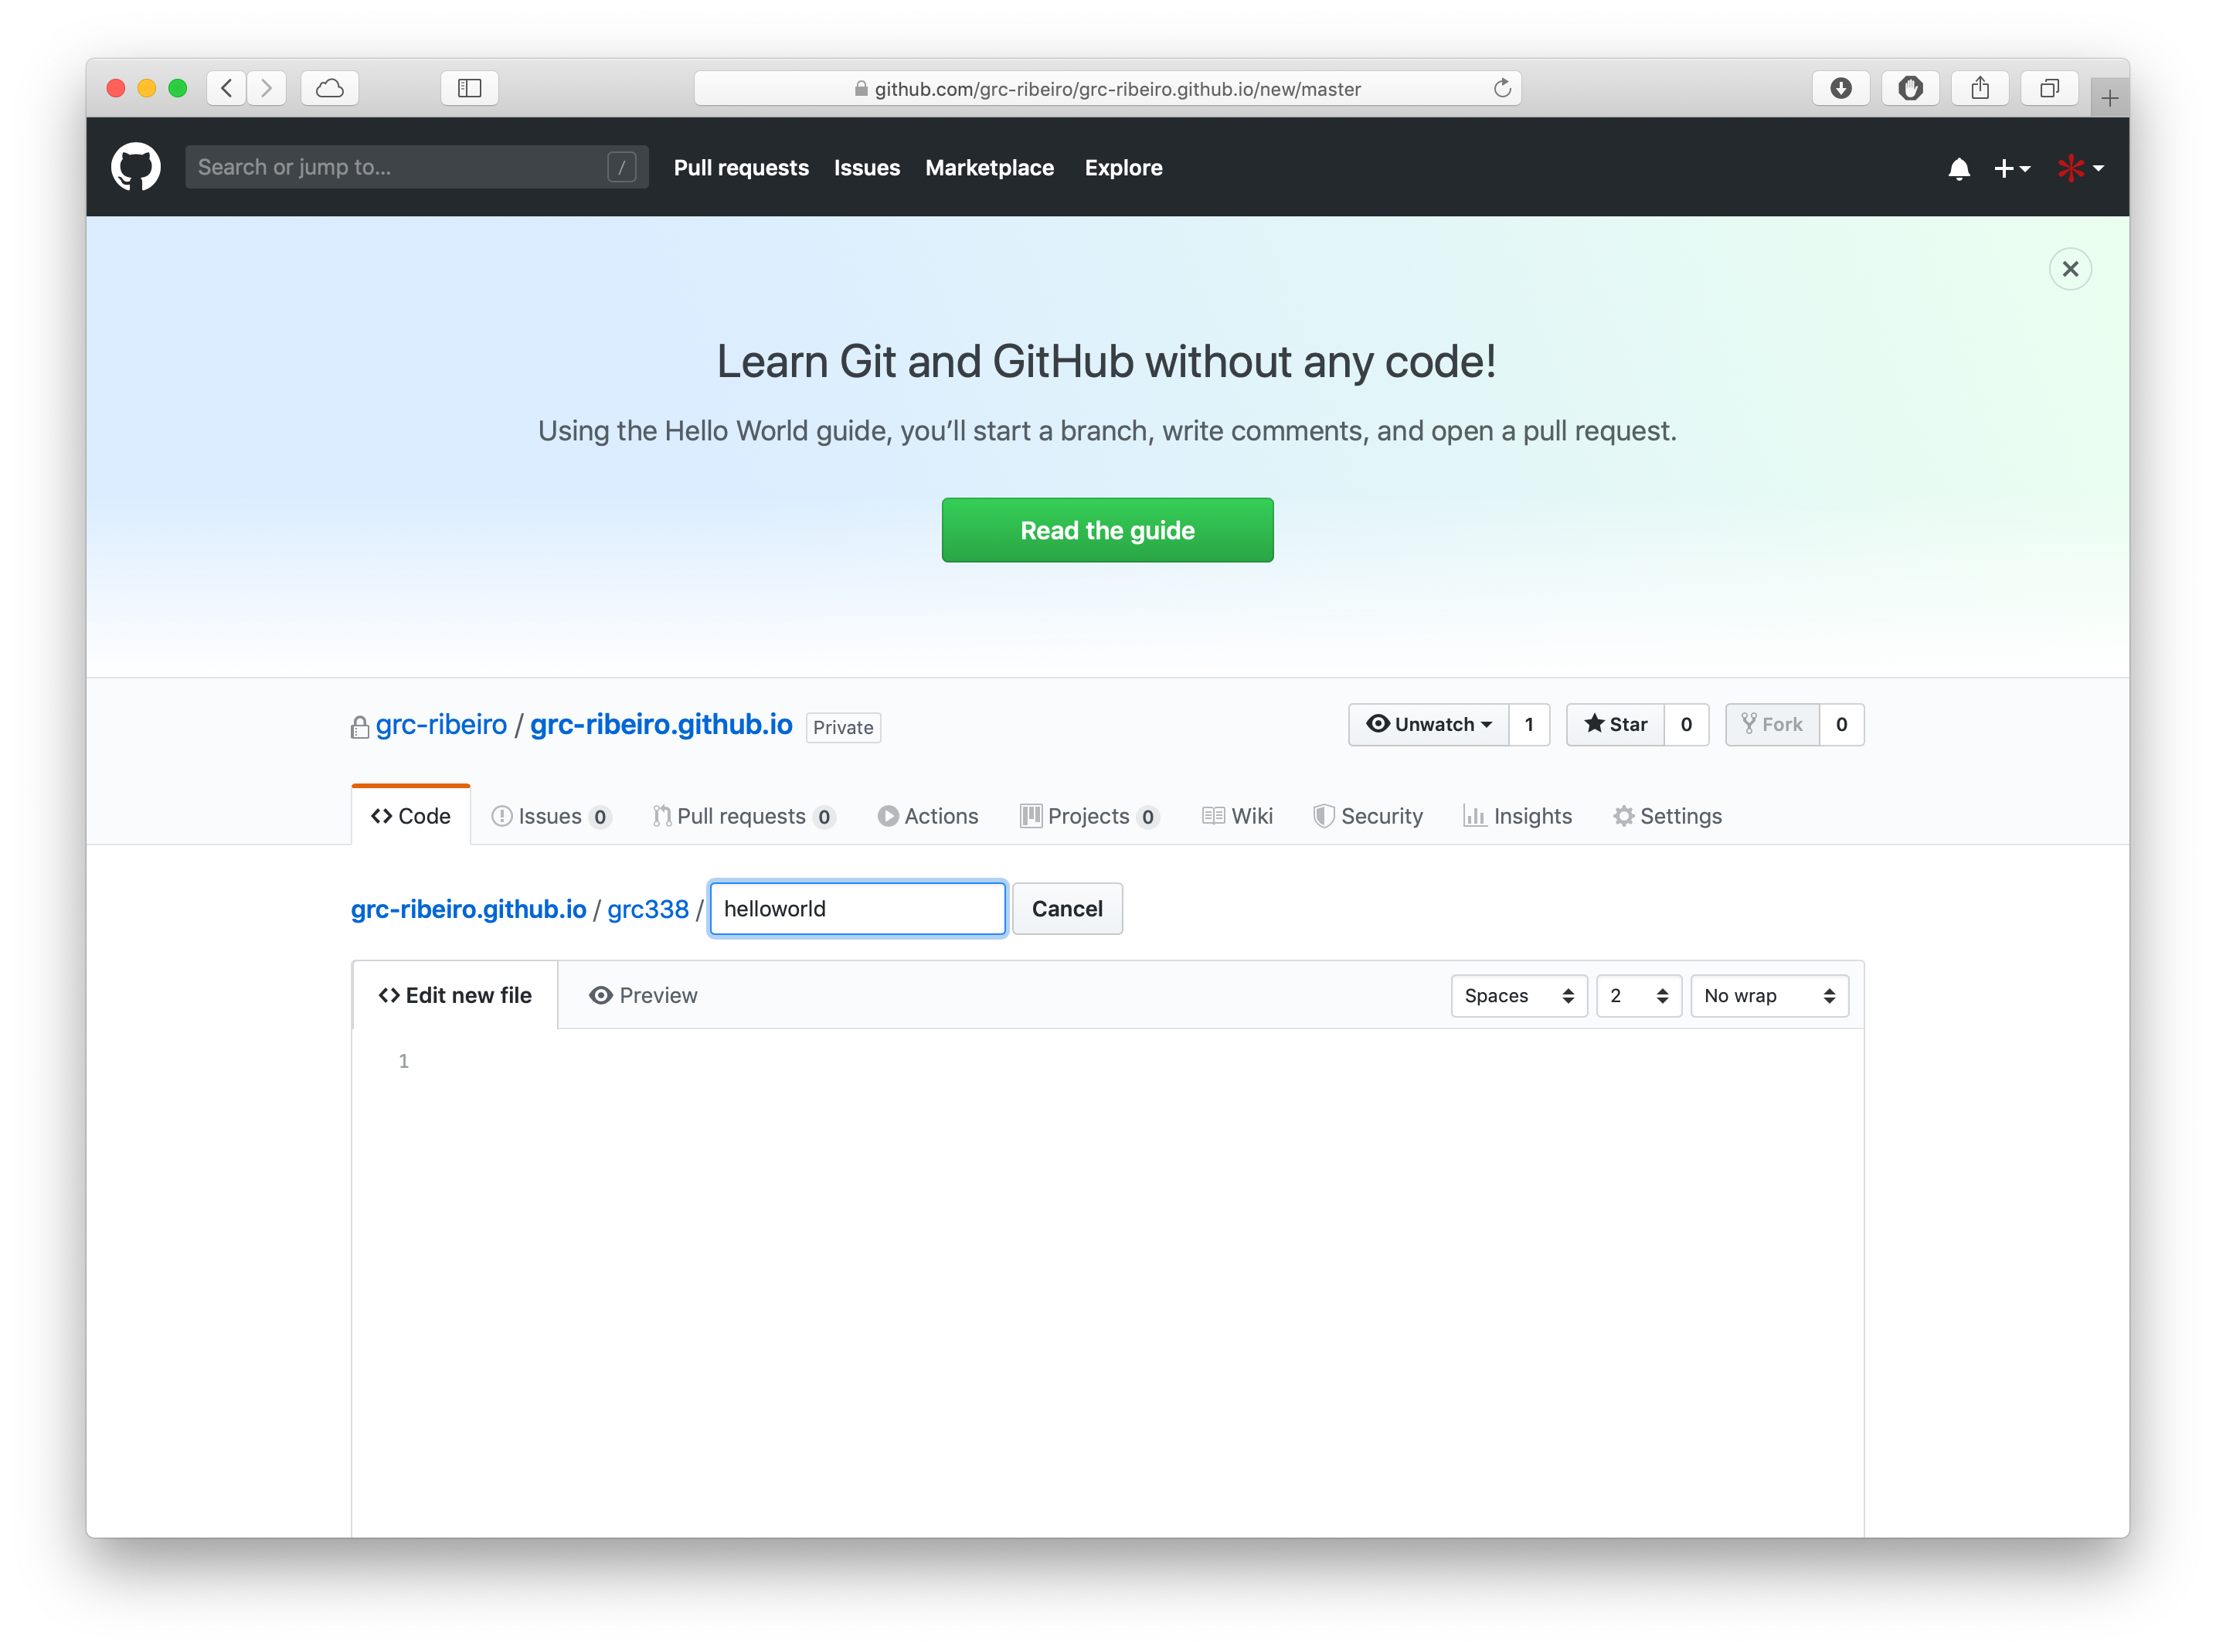 github.com/grc-ribeiro/grc-ribeiro.github.io/new/master
Search or jump to... / Pull requests Issues Marketplace Explore
Learn Git and GitHub without any code!
Using the Hello World guide, you’ll start a branch, write comments, and open a pull request.
Read the guide
grc-ribeiro / grc-ribeiro.github.io Private Unwatch 1 Star 0 Fork 0
Code Issues 0 Pull requests 0 Actions Projects 0 Wiki Security Insights Settings
grc-ribeiro.github.io / grc338 / helloworld Cancel
Edit new file Preview Spaces 2 No wrap
1